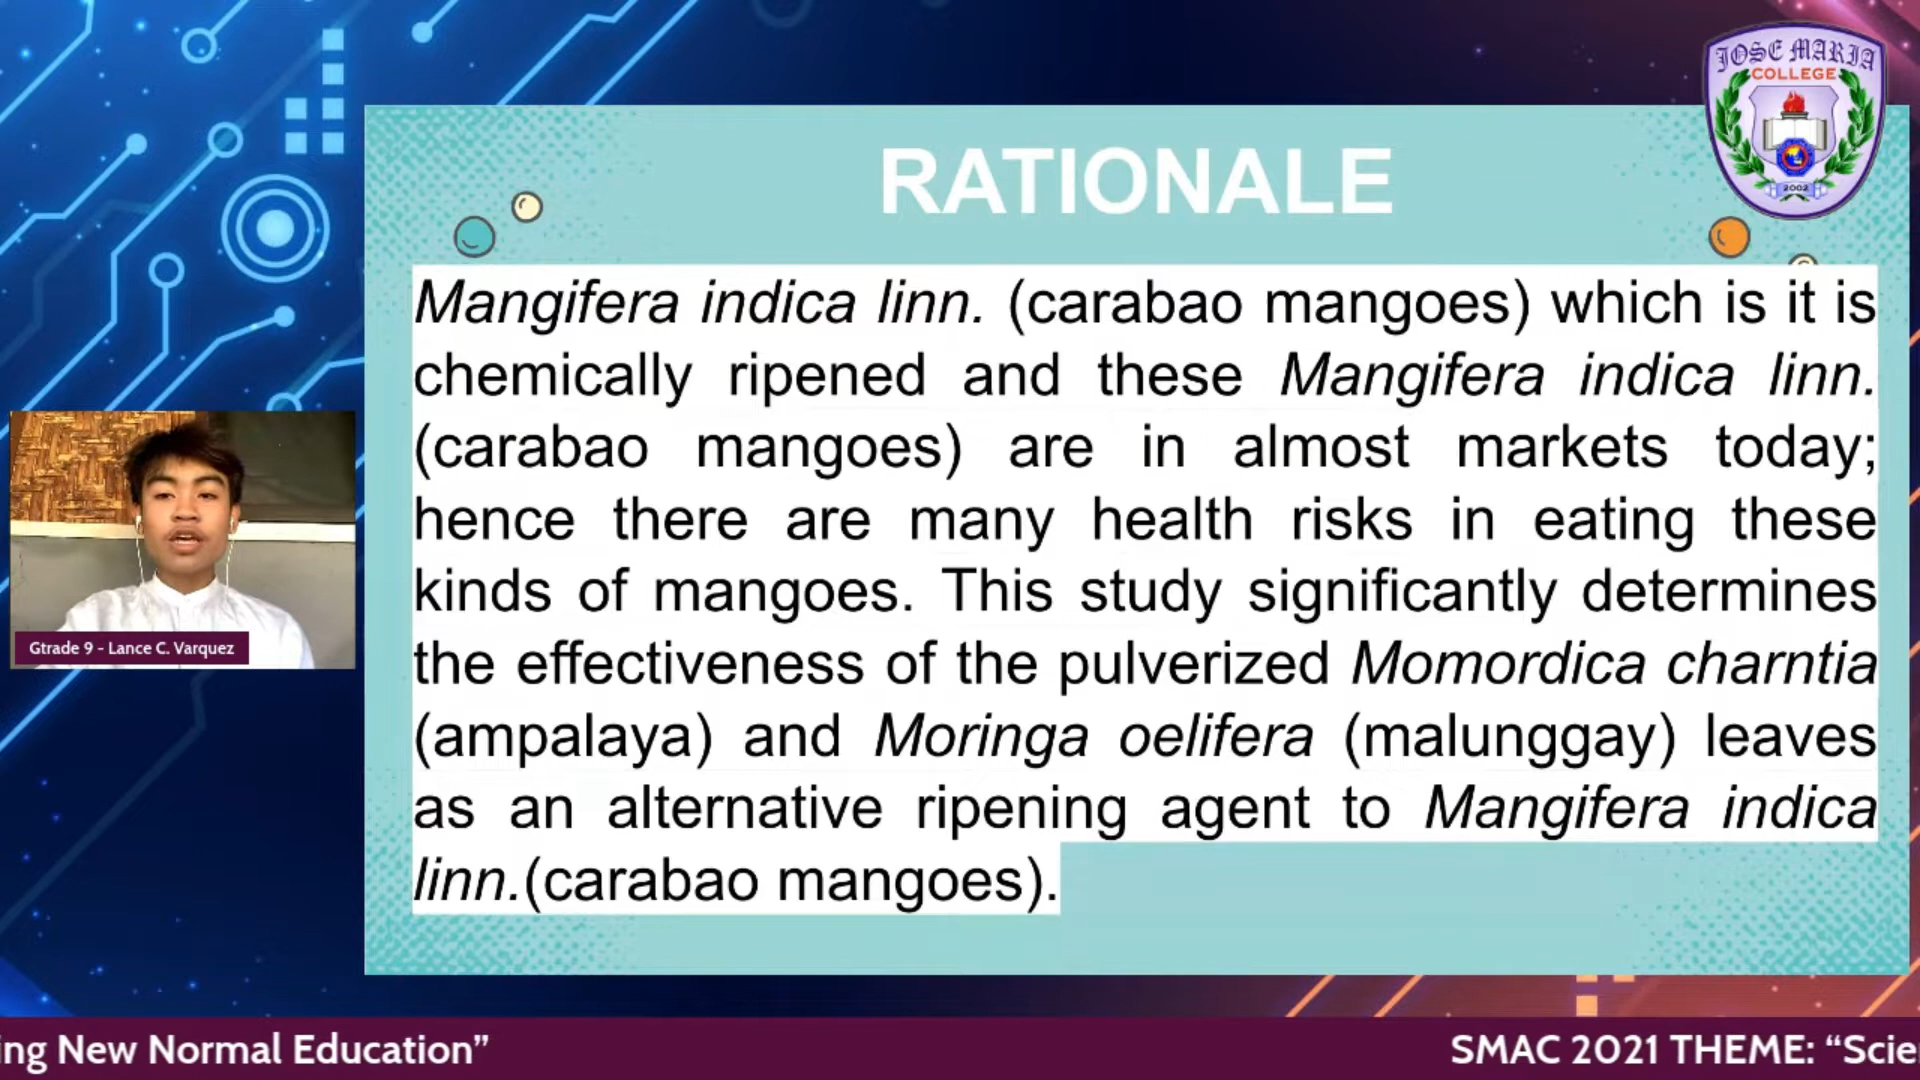 JOSE MARIA
COLLEGE
2002
RATIONALE
Mangifera indica linn. (carabao mangoes) which is it is
chemically ripened and these Mangifera indica linn.
(carabao mangoes) are in almost markets today;
hence there are many health risks in eating these
kinds of mangoes. This study significantly determines
the effectiveness of the pulverized Momordica charntia
(ampalaya) and Moringa oelifera (malunggay) leaves
as an alternative ripening agent to Mangifera indica
linn.(carabao mangoes).
Gtrade 9 - Lance C. Varquez
ing New Normal Education” SMAC 2021 THEME: “Scie